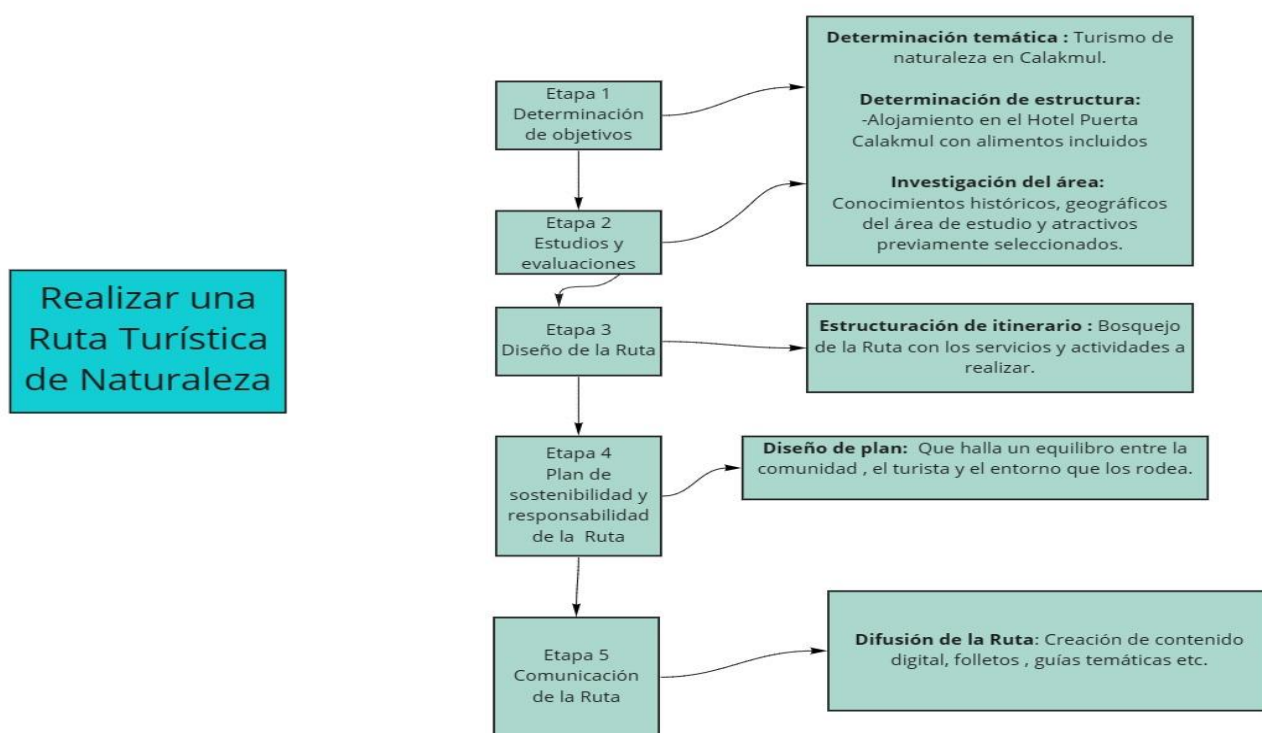 Realizar una
Ruta Turística
de Naturaleza
Etapa 1
Determinación
de objetivos
Determinación temática : Turismo de
naturaleza en Calakmul.
Determinación de estructura:
-Alojamiento en el Hotel Puerta
Calakmul con alimentos incluidos
Investigación del área:
Conocimientos históricos, geográficos
del área de estudio y atractivos
previamente seleccionados.
Etapa 2
Estudios y
evaluaciones
Etapa 3
Diseño de la Ruta
Estructuración de itinerario : Bosquejo
de la Ruta con los servicios y actividades a
realizar.
Etapa 4
Plan de
sostenibilidad y
responsabilidad
de la Ruta
Diseño de plan: Que halla un equilibro entre la
comunidad , el turista y el entorno que los rodea.
Etapa 5
Comunicación
de la Ruta
Difusión de la Ruta: Creación de contenido
digital, folletos , guías temáticas etc.